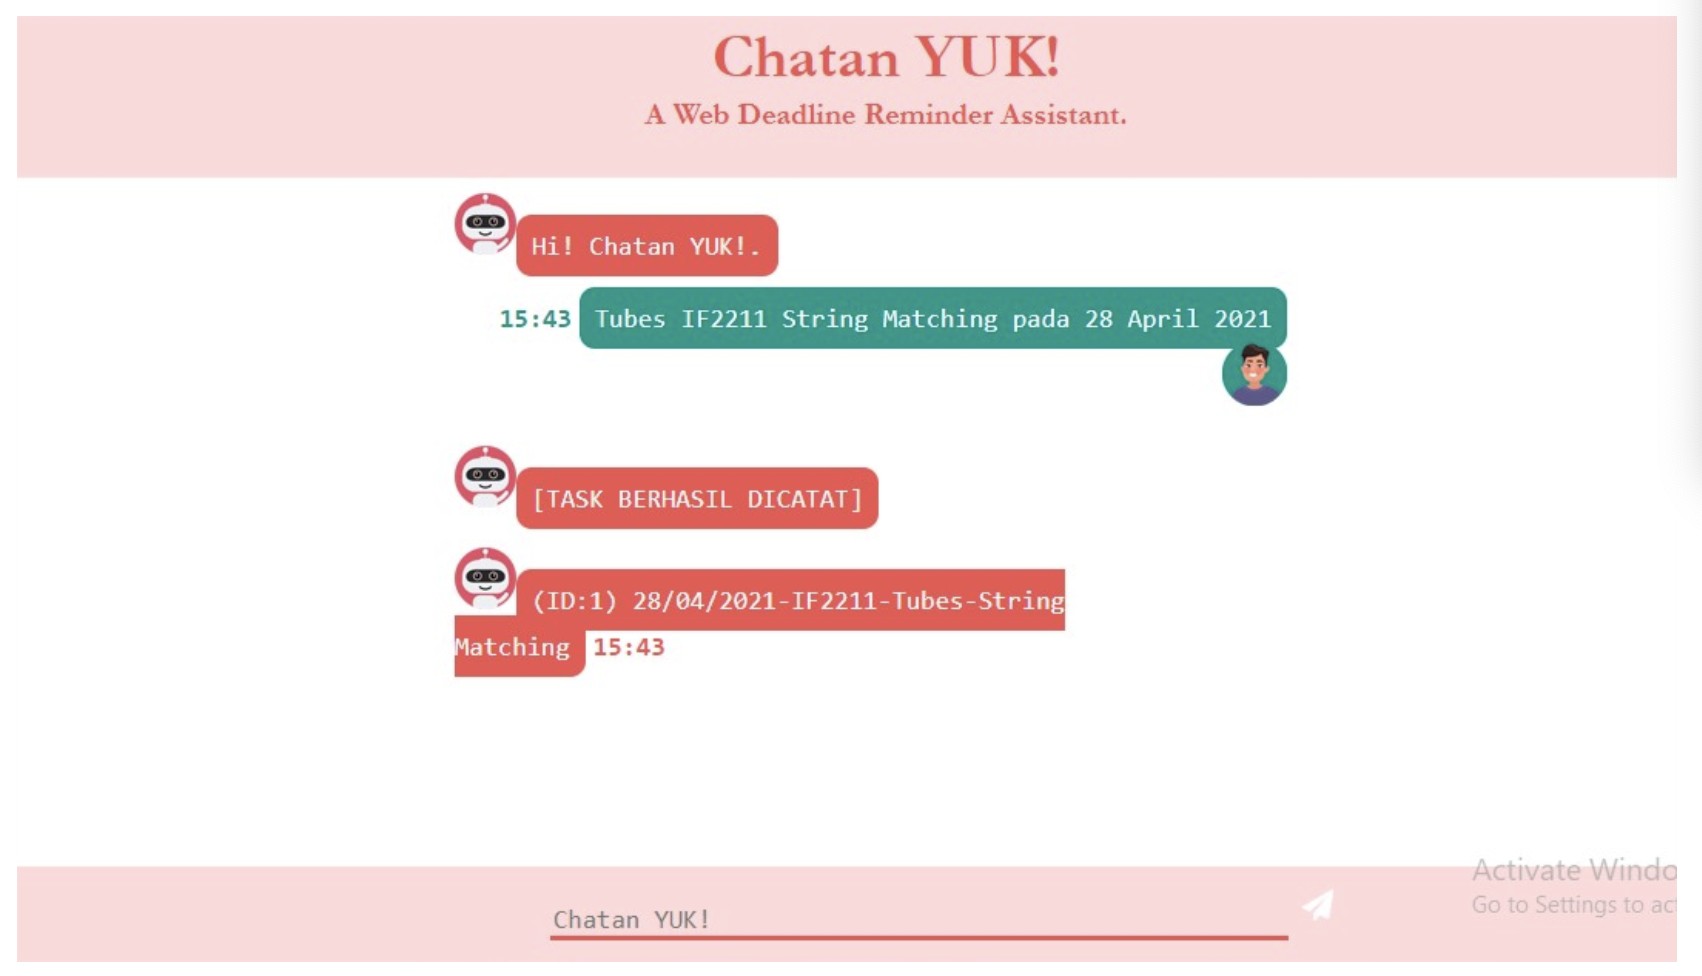 Chatan YUK!
A Web Deadline Reminder Assistant.
Hi! Chatan YUK!.
15:43 Tubes IF2211 String Matching pada 28 April 2021
[TASK BERHASIL DICATAT]
(ID:1) 28/04/2021-IF2211-Tubes-String
Matching 15:43
Activate Windo
Go to Settings to act
Chatan YUK!